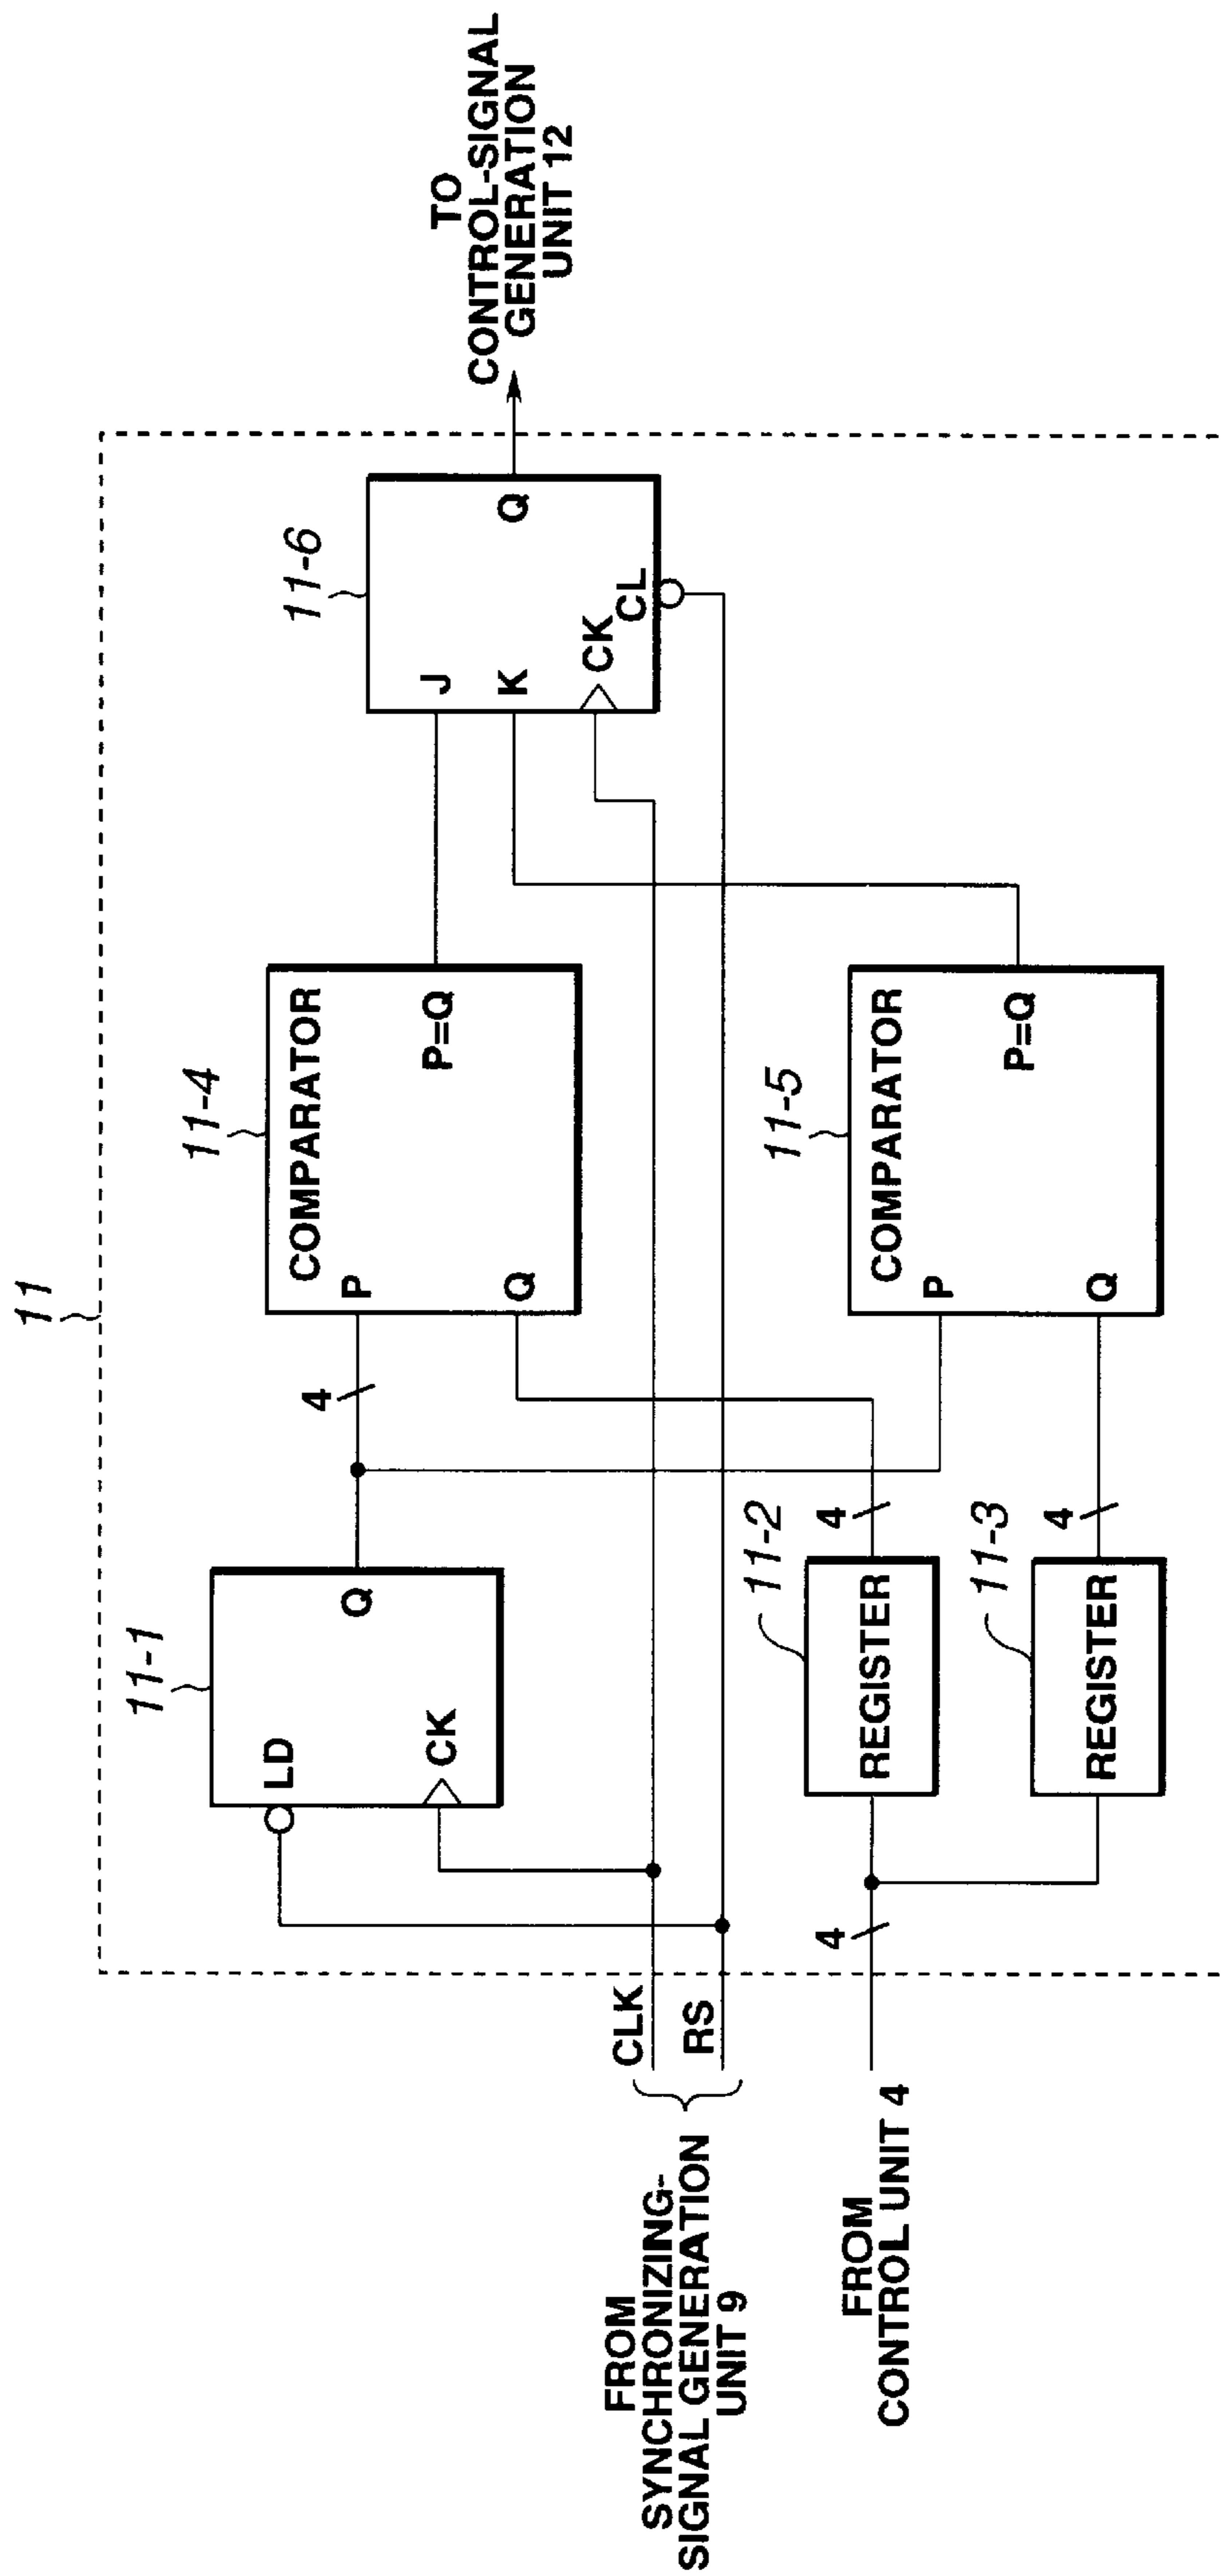 11
11-1
LD
CK
Q
4
11-4
COMPARATOR
P
Q
P=Q
11-6
J
K
CK
CL
Q
TO
CONTROL-SIGNAL
GENERATION
UNIT 12
CLK
RS
FROM
SYNCHRONIZING-
SIGNAL GENERATION
UNIT 9
FROM
CONTROL UNIT 4
4
11-2
REGISTER
4
11-3
REGISTER
4
11-5
COMPARATOR
P
Q
P=Q